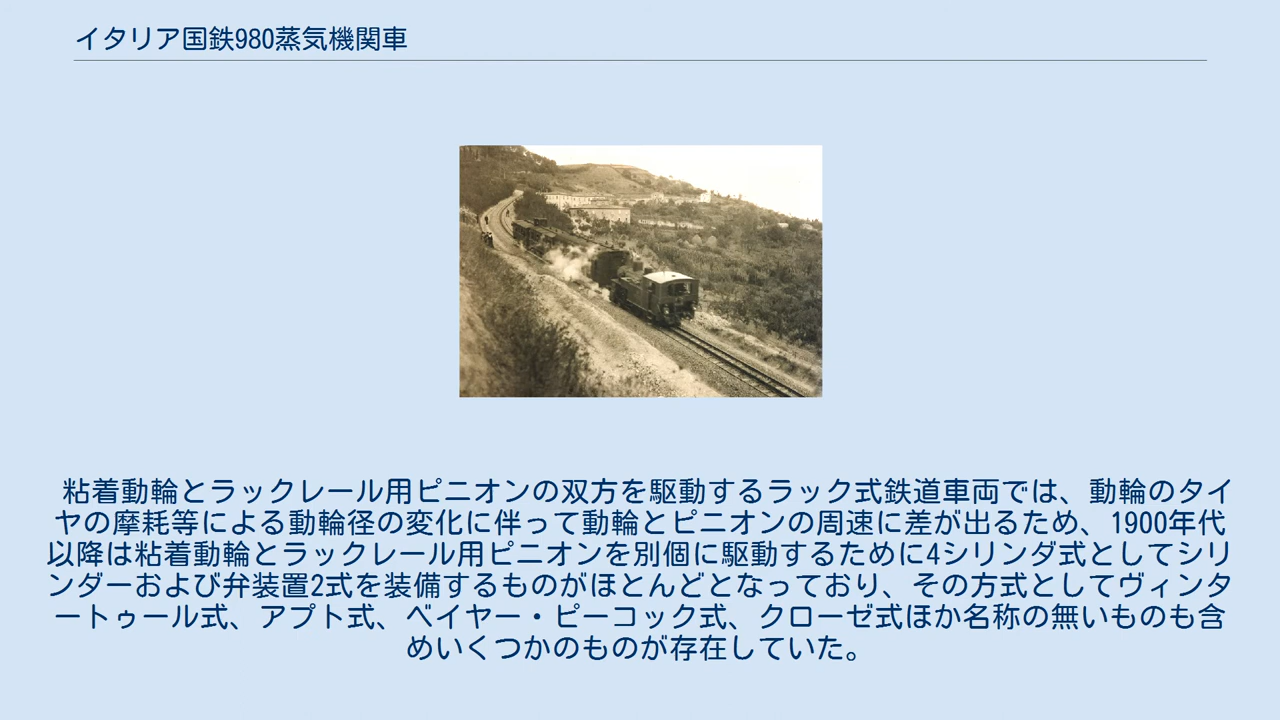 イタリア国鉄980蒸気機関車
粘着動輪とラックレール用ピニオンの双方を駆動するラック式鉄道車両では、動輪のタイ
ヤの摩耗等による動輪径の変化に伴って動輪とピニオンの周速に差が出るため、1900年代
以降は粘着動輪とラックレール用ピニオンを別個に駆動するために4シリンダ式としてシリ
ンダーおよび弁装置2式を装備するものがほとんどとなっており、その方式としてヴィンタ
ートゥール式、アプト式、ベイヤー・ピーコック式、クローゼ式ほか名称の無いものも含
めいくつかのものが存在していた。